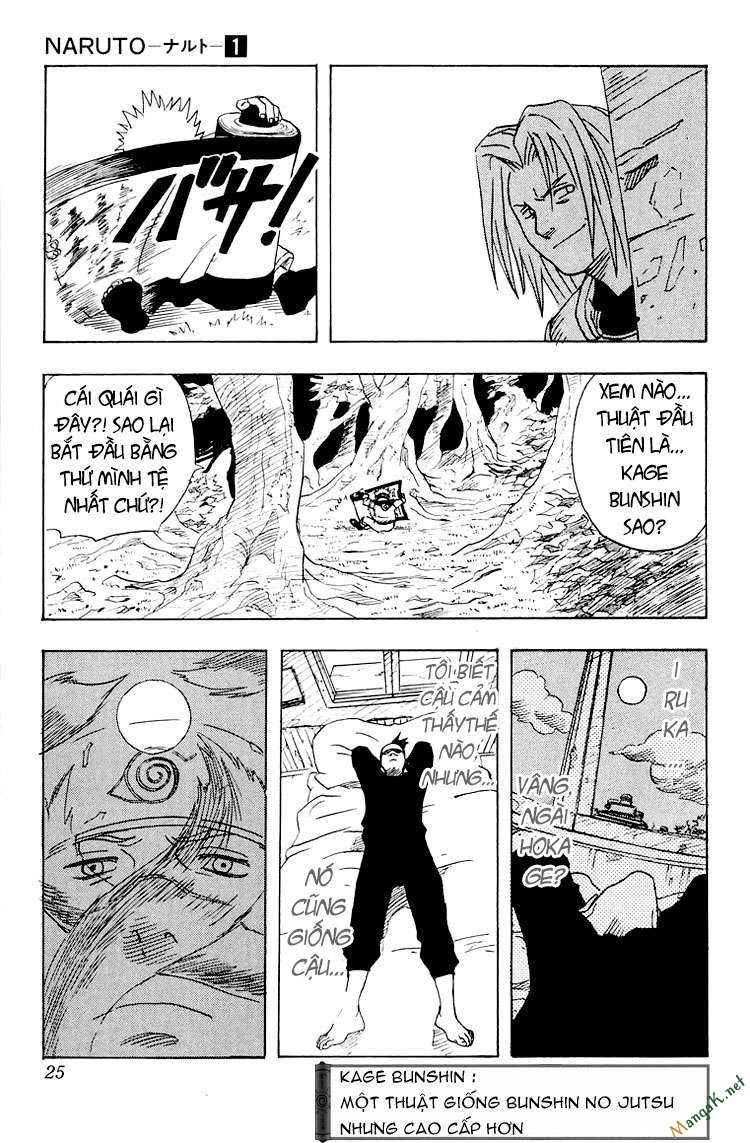 NARUTO—ナルト—1
バサ!
XEM NÀO...
THUẬT ĐẦU
TIÊN LÀ...
KAGE
BUNSHIN
SAO?
CÁI QUÁI GÌ
ĐÂY?! SAO LẠI
BẮT ĐẦU BẰNG
THỨ MÌNH TỆ
NHẤT CHỨ?!
I
RU
KA
....
VÂNG,
NGÀI
HOKA
GE?
TÔI BIẾT
CẬU CẢM
THẤYTHẾ
NÀO,
NHƯNG...
NÓ
CŨNG
GIỐNG
CẬU...
25
KAGE BUNSHIN :
MỘT THUẬT GIỐNG BUNSHIN NO JUTSU
NHƯNG CAO CẤP HƠN
MangaK.net